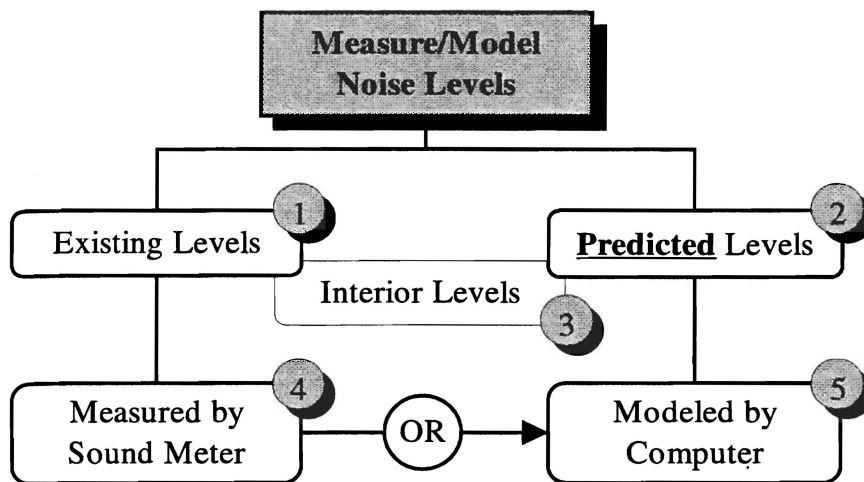 Measure/Model
Noise Levels
1
Existing Levels
2
Predicted Levels
Interior Levels
3
4
Measured by
Sound Meter
OR
5
Modeled by
Computer